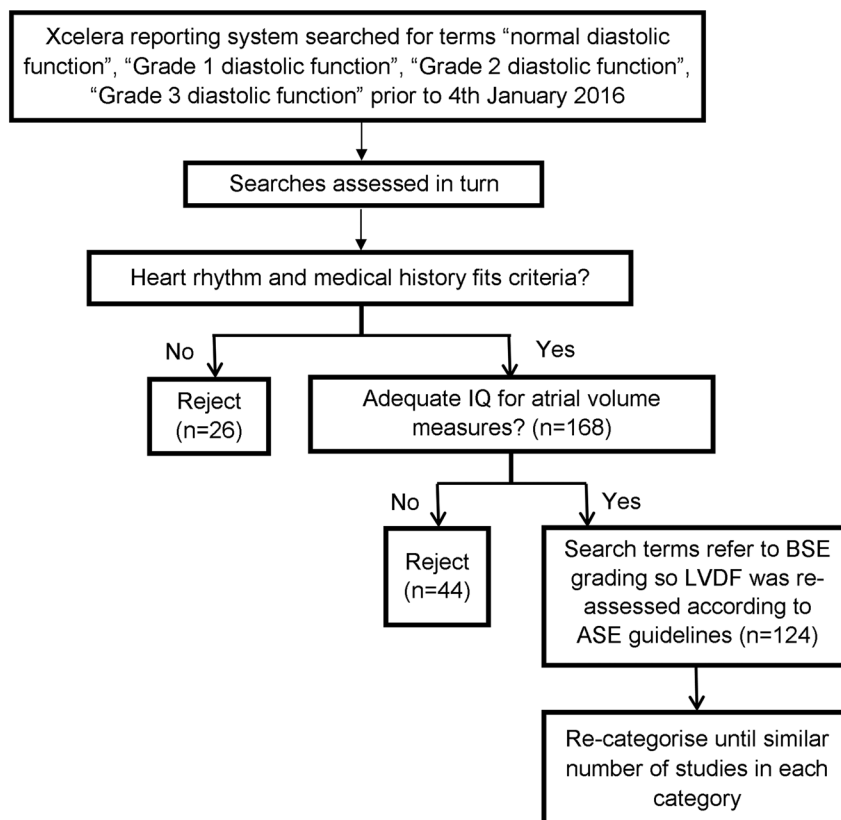 Xcelera reporting system searched for terms “normal diastolic
function”, “Grade 1 diastolic function”, “Grade 2 diastolic function”,
“Grade 3 diastolic function” prior to 4th January 2016
Searches assessed in turn
Heart rhythm and medical history fits criteria?
No
Yes
Reject
(n=26)
Adequate IQ for atrial volume
measures? (n=168)
No
Yes
Reject
(n=44)
Search terms refer to BSE
grading so LVDF was re-
assessed according to
ASE guidelines (n=124)
Re-categorise until similar
number of studies in each
category